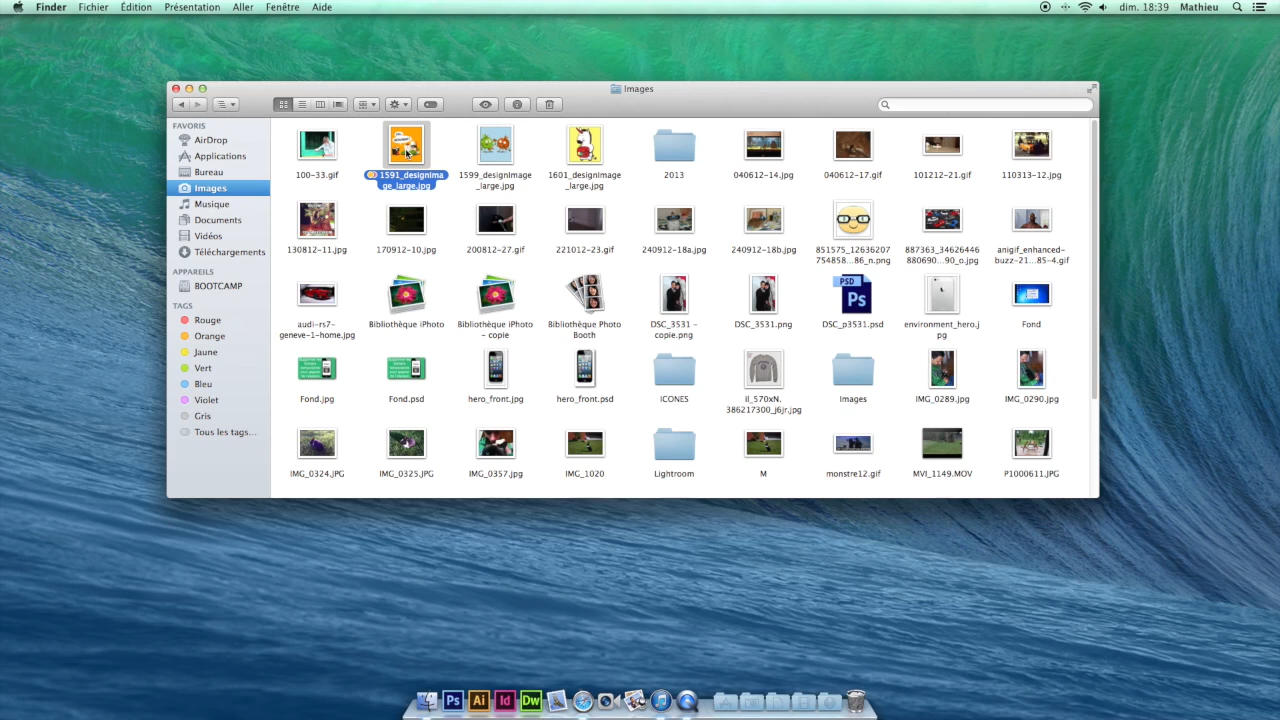 Finder Fichier Édition Présentation Aller Fenêtre Aide dim. 18:39 Mathieu
Images
FAVORIS
AirDrop
Applications
Bureau
Images
Musique
Documents
Vidéos
Téléchargements
APPAREILS
BOOTCAMP
TAGS
Rouge
Orange
Jaune
Vert
Bleu
Violet
Gris
Tous les tags...
100-33.gif
1591_designima
ge_large.jpg
1599_designimage
_large.jpg
1601_designimage
_large.jpg
2013
040612-14.jpg
040612-17.gif
101212-21.gif
110313-12.jpg
130812-11.jpg
170912-10.jpg
200812-27.gif
221012-23.gif
240912-18a.jpg
240912-18b.jpg
851575_12636207
754858...86_n.png
887363_34626446
880690...90_o.jpg
anigif_enhanced-
buzz-21...85-4.gif
audi-rs7-
geneve-1-home.jpg
Bibliothèque iPhoto
Bibliothèque iPhoto
- copie
Bibliothèque Photo
Booth
DSC_3531 -
copie.png
DSC_3531.png
PSD
Ps
DSC_p3531.psd
environment_hero.j
pg
Fond
Fond.jpg
Fond.psd
hero_front.jpg
hero_front.psd
ICONES
il_570xN.
386217300_j6jr.jpg
Images
IMG_0289.jpg
IMG_0290.jpg
IMG_0324.JPG
IMG_0325.JPG
IMG_0357.jpg
IMG_1020
Lightroom
M
monstre12.gif
MVI_1149.MOV
P1000611.JPG
Ps Ai Id Dw